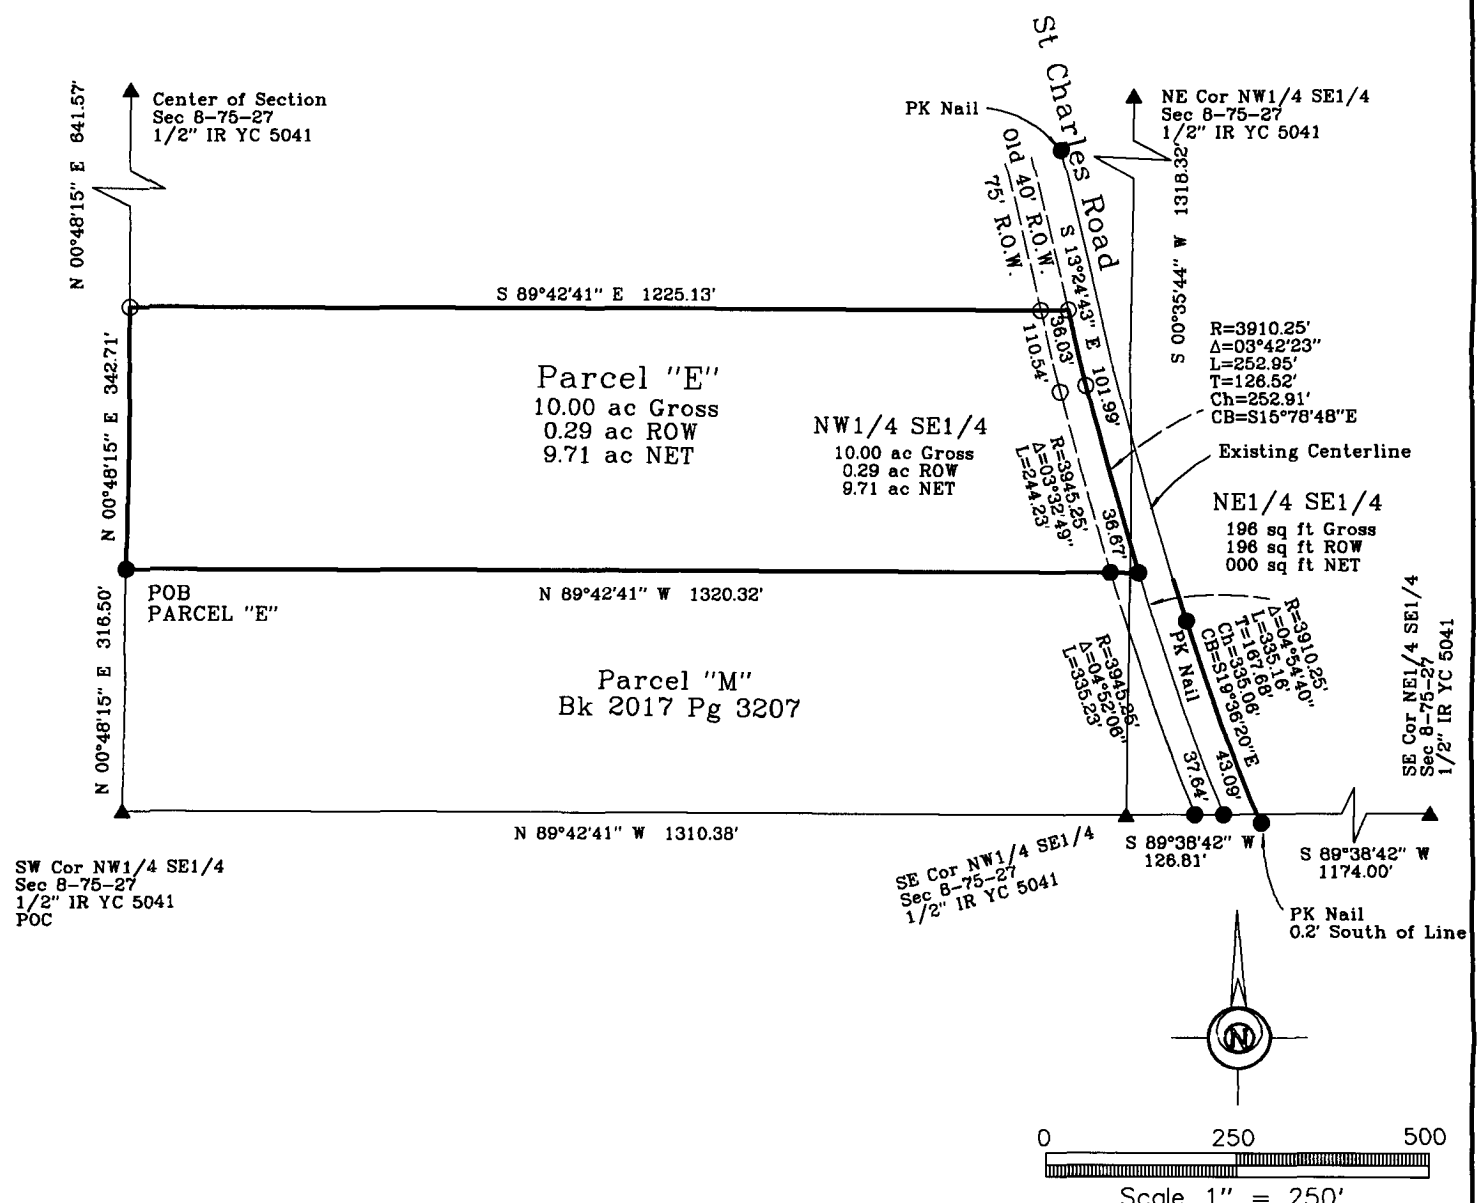 St Charles Road
N 00°48'15" E 641.57'
Center of Section
Sec 8-75-27
1/2" IR YC 5041
PK Nail
NE Cor NW1/4 SE1/4
Sec 8-75-27
1/2" IR YC 5041
Old 40' R.O.W.
75' R.O.W.
S 13°24'43" E 101.99'
S 00°35'44" W 1318.32'
S 89°42'41" E 1225.13'
36.03'
110.54'
R=3910.25'
Δ=03°42'23"
L=252.95'
T=126.52'
Ch=252.91'
CB=S15°78'48"E
N 00°48'15" E 342.71'
Parcel "E"
10.00 ac Gross
0.29 ac ROW
9.71 ac NET
NW1/4 SE1/4
10.00 ac Gross
0.29 ac ROW
9.71 ac NET
Existing Centerline
R=3945.25'
Δ=03°32'49"
L=244.23'
36.67'
NE1/4 SE1/4
196 sq ft Gross
196 sq ft ROW
000 sq ft NET
POB
PARCEL "E"
N 89°42'41" W 1320.32'
N 00°48'15" E 316.50'
Parcel "M"
Bk 2017 Pg 3207
R=3945.25'
Δ=04°52'06"
L=335.23'
PK Nail
R=3910.25'
Δ=04°54'40"
L=335.16'
T=167.68'
Ch=335.06'
CB=S19°36'20"E
37.64'
43.09'
SE Cor NE1/4 SE1/4
Sec 8-75-27
1/2" IR YC 5041
N 89°42'41" W 1310.38'
SW Cor NW1/4 SE1/4
Sec 8-75-27
1/2" IR YC 5041
POC
SE Cor NW1/4 SE1/4
Sec 8-75-27
1/2" IR YC 5041
S 89°38'42" W
126.81'
S 89°38'42" W
1174.00'
PK Nail
0.2' South of Line
N
0 250 500
Scale 1" = 250'